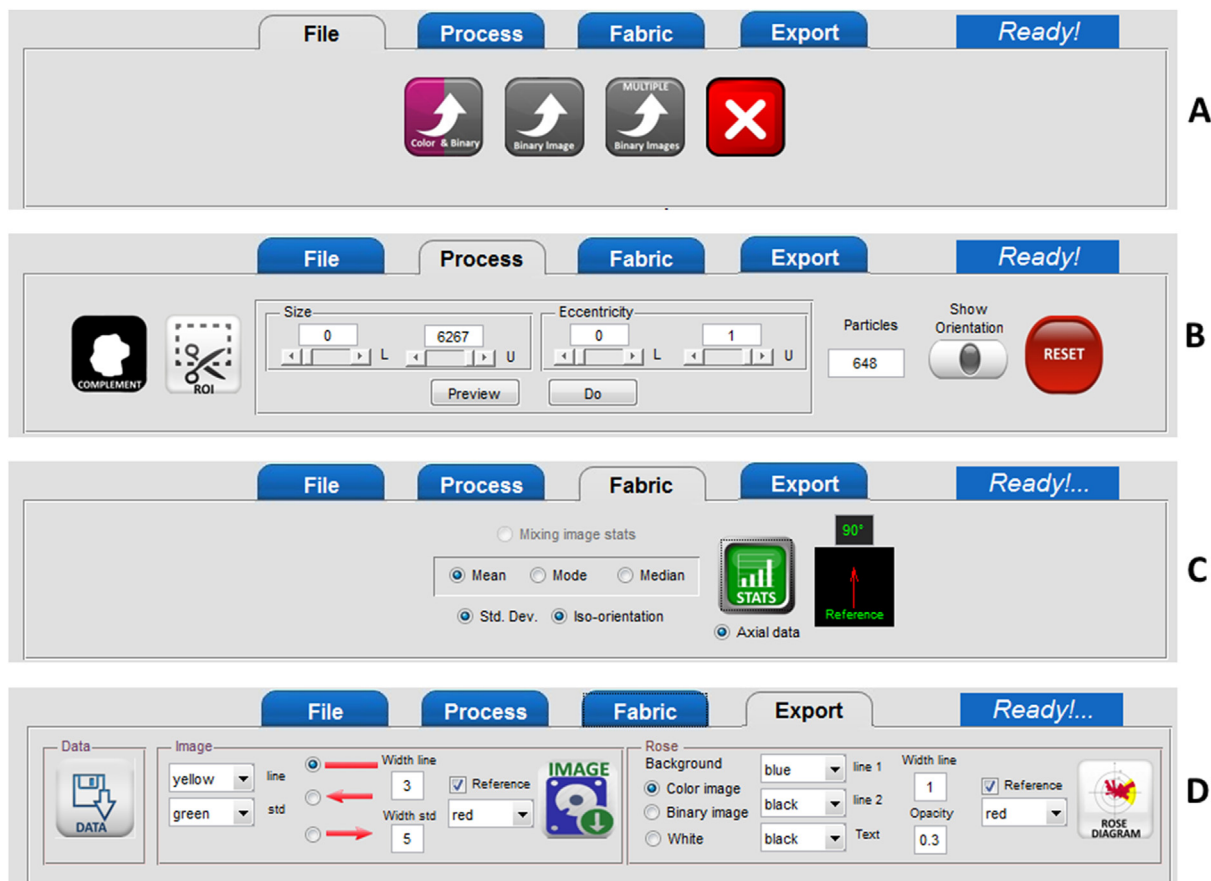 File Process Fabric Export Ready!
MULTIPLE
Color & Binary Binary Image Binary Images
A
File Process Fabric Export Ready!
Size Eccentricity Show
0 6267 0 1 Particles Orientation
L U L U
COMPLEMENT ROI 648 RESET
Preview Do
B
File Process Fabric Export Ready!...
Mixing image stats 90°
Mean Mode Median
STATS Reference
Std. Dev. Iso-orientation
Axial data
C
File Process Fabric Export Ready!...
Data
DATA
Image
yellow line
green std
Width line
3
Width std
5
Reference
red
IMAGE
Rose
Background
Color image
Binary image
White
blue line 1
black line 2
black Text
Width line
1
Opacity
0.3
Reference
red
ROSE
DIAGRAM
D